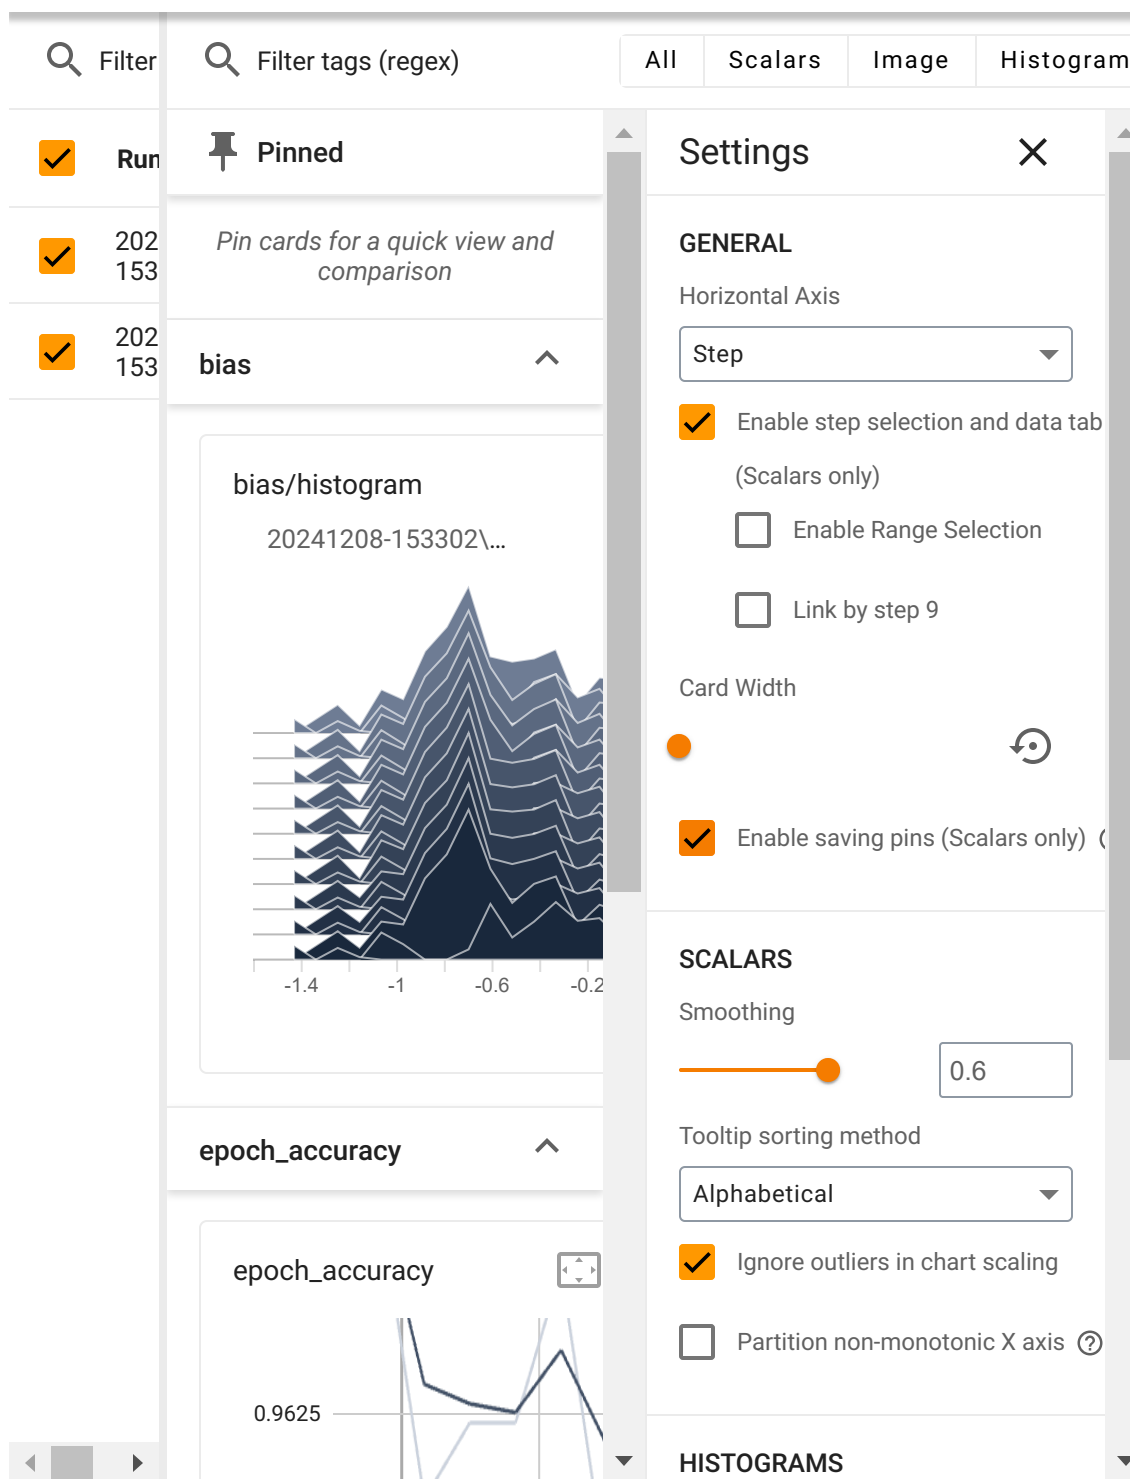 Filter
Filter tags (regex)
All
Scalars
Image
Histogram
Run
202
153
202
153
Pinned
Pin cards for a quick view and
comparison
bias
bias/histogram
20241208-153302\...
-1.4
-1
-0.6
-0.2
epoch_accuracy
epoch_accuracy
0.9625
Settings
GENERAL
Horizontal Axis
Step
Enable step selection and data tab
(Scalars only)
Enable Range Selection
Link by step 9
Card Width
Enable saving pins (Scalars only)
SCALARS
Smoothing
0.6
Tooltip sorting method
Alphabetical
Ignore outliers in chart scaling
Partition non-monotonic X axis
HISTOGRAMS